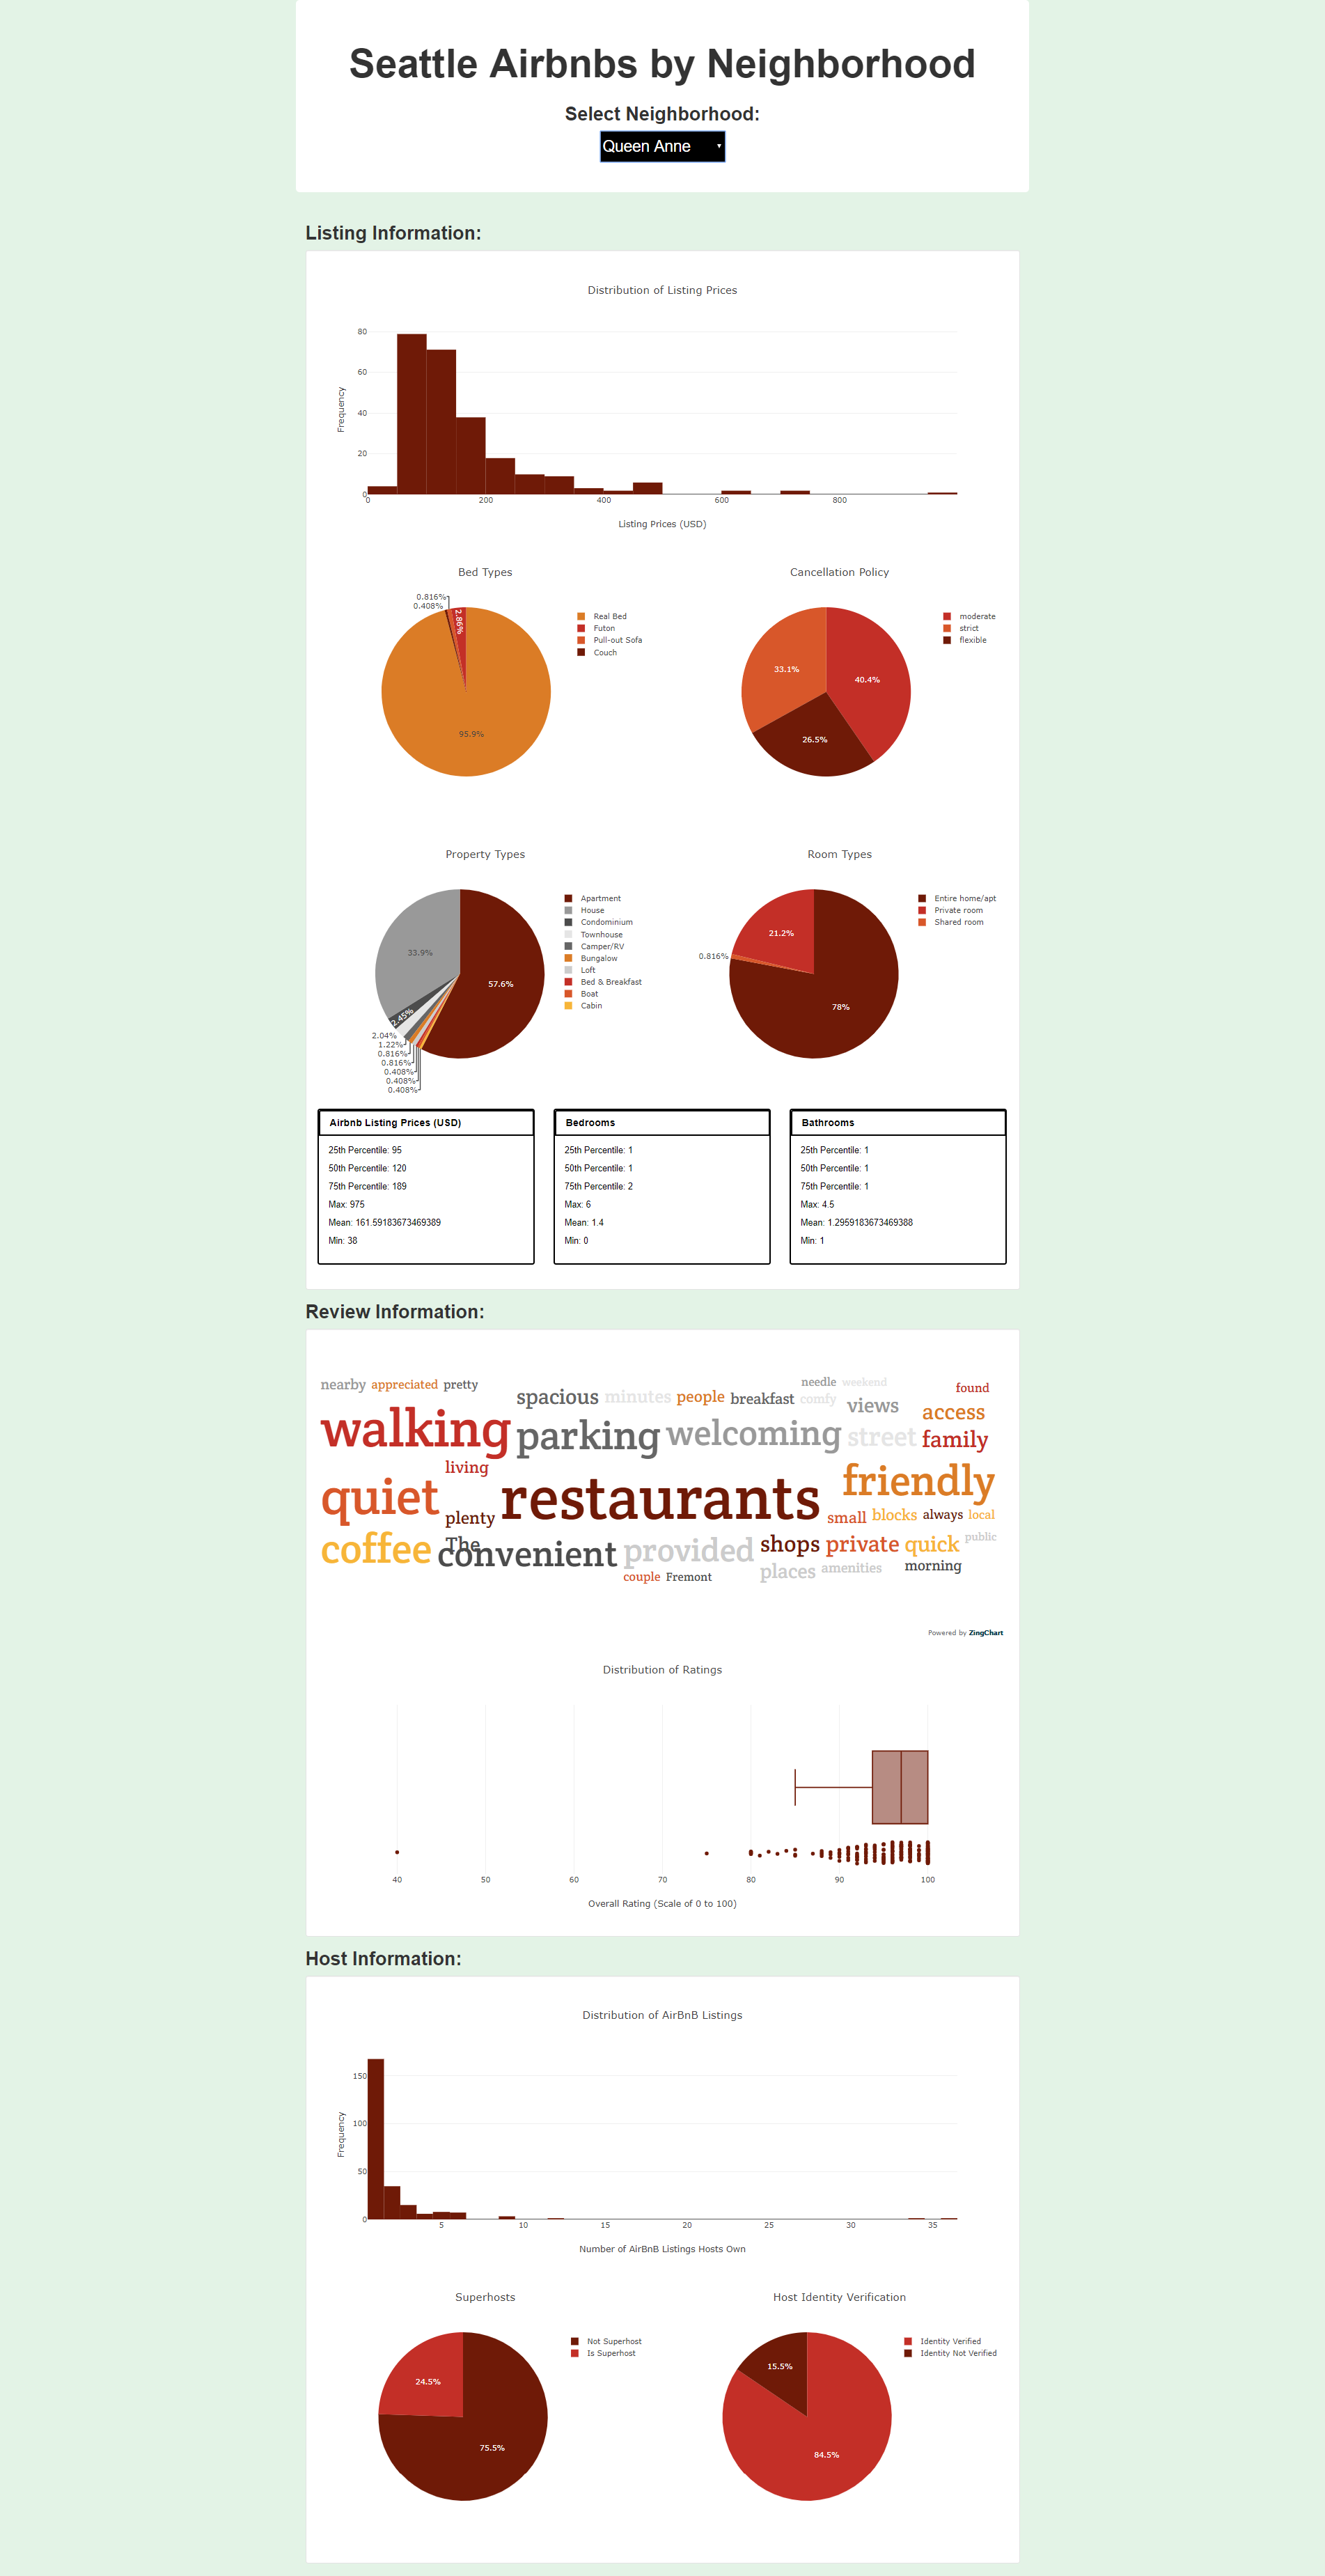 Seattle Airbnbs by Neighborhood
Select Neighborhood:
Queen Anne
Listing Information:
Distribution of Listing Prices
80
60
40
20
0
Frequency
0 200 400 600 800
Listing Prices (USD)
Bed Types
0.816%
0.408%
2.86%
95.9%
Real Bed
Futon
Pull-out Sofa
Couch
Cancellation Policy
33.1%
40.4%
26.5%
moderate
strict
flexible
Property Types
33.9%
57.6%
2.45%
2.04%
1.22%
0.816%
0.816%
0.408%
0.408%
0.408%
Apartment
House
Condominium
Townhouse
Camper/RV
Bungalow
Loft
Bed & Breakfast
Boat
Cabin
Room Types
21.2%
0.816%
78%
Entire home/apt
Private room
Shared room
Airbnb Listing Prices (USD)
25th Percentile: 95
50th Percentile: 120
75th Percentile: 189
Max: 975
Mean: 161.59183673469389
Min: 38
Bedrooms
25th Percentile: 1
50th Percentile: 1
75th Percentile: 2
Max: 6
Mean: 1.4
Min: 0
Bathrooms
25th Percentile: 1
50th Percentile: 1
75th Percentile: 1
Max: 4.5
Mean: 1.2959183673469388
Min: 1
Review Information:
nearby appreciated pretty
needle weekend
found
spacious minutes people breakfast comfy views access
walking parking welcoming street family
living
quiet plenty restaurants friendly
small blocks always local
coffee The convenient provided shops private quick public
places amenities morning
couple Fremont
Powered by ZingChart
Distribution of Ratings
40 50 60 70 80 90 100
Overall Rating (Scale of 0 to 100)
Host Information:
Distribution of AirBnB Listings
150
100
50
0
Frequency
5 10 15 20 25 30 35
Number of AirBnB Listings Hosts Own
Superhosts
24.5%
75.5%
Not Superhost
Is Superhost
Host Identity Verification
15.5%
84.5%
Identity Verified
Identity Not Verified